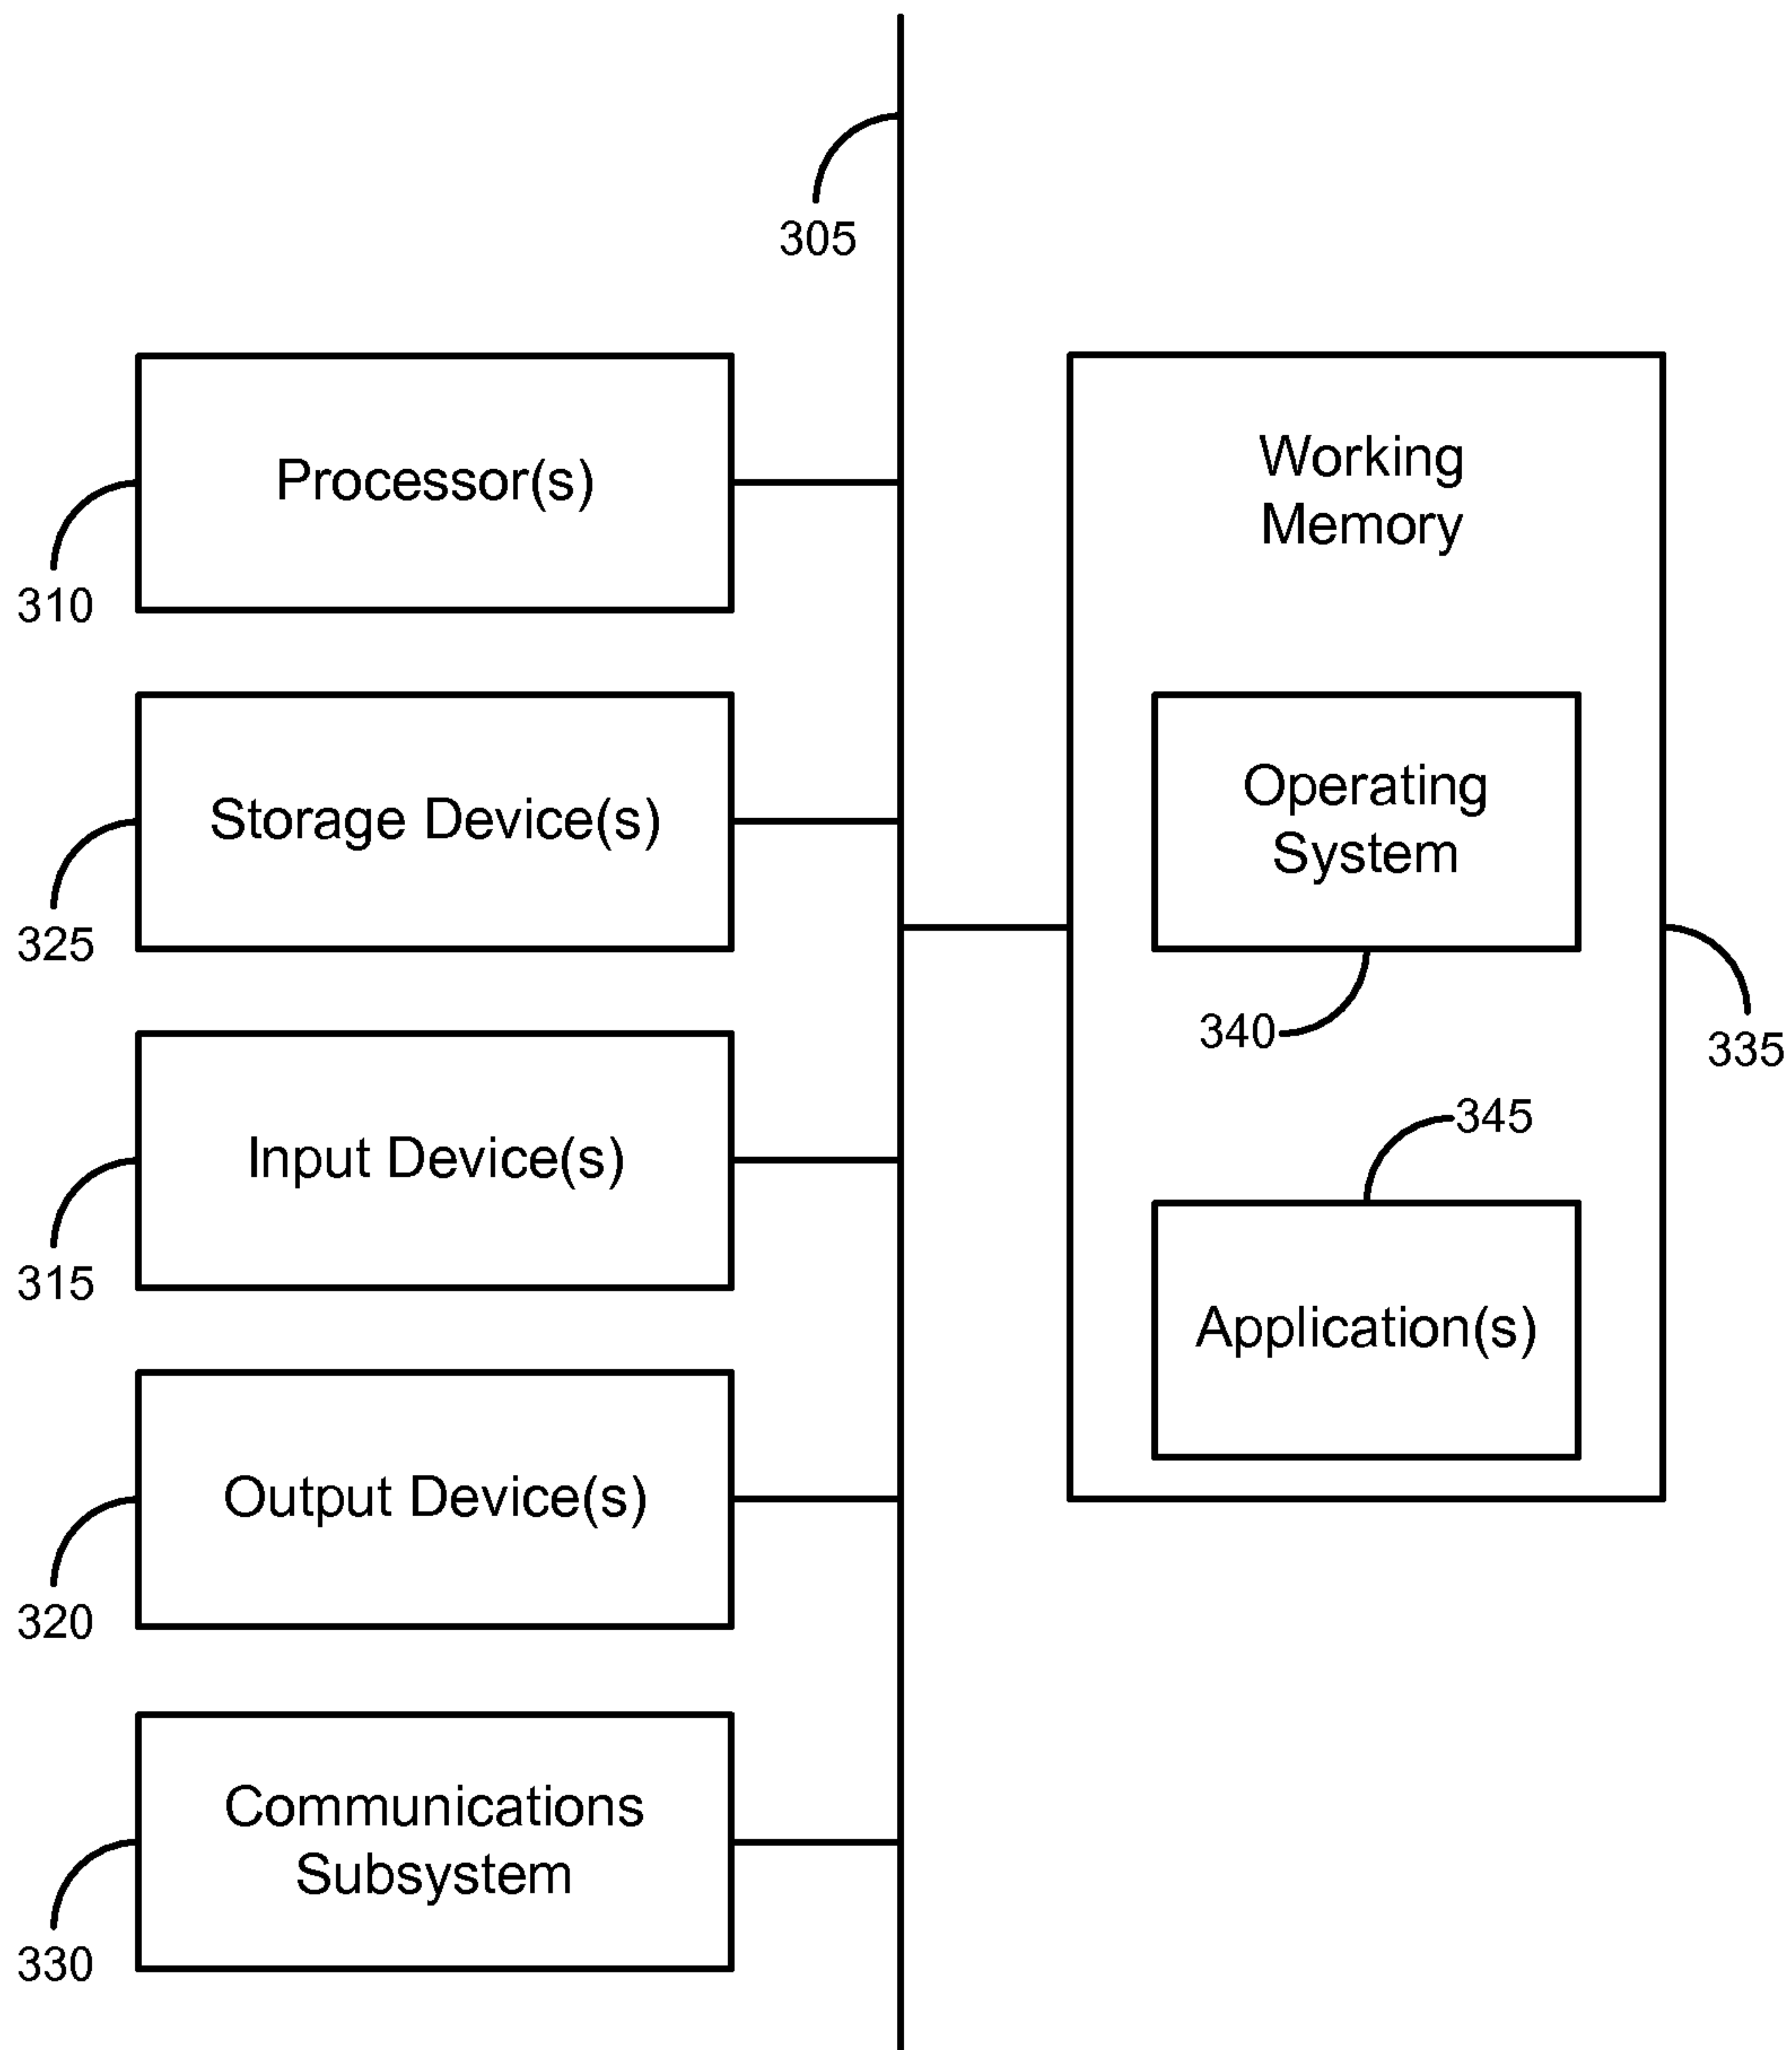 305
Processor(s)
310
Storage Device(s)
325
Input Device(s)
315
Output Device(s)
320
Communications
Subsystem
330
Working
Memory
Operating
System
340
335
345
Application(s)